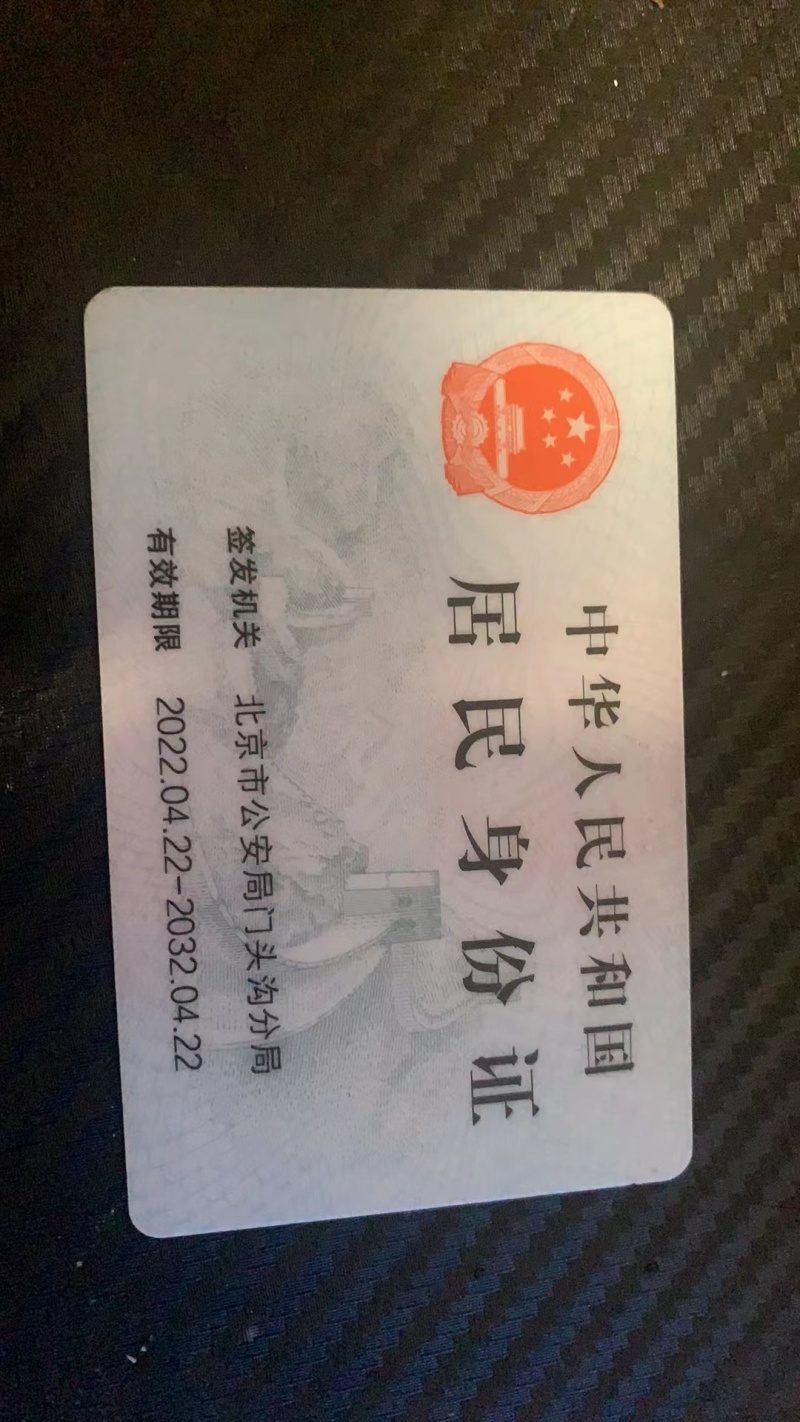 中华人民共和国
居民身份证
签发机关 北京市公安局门头沟分局
有效期限 2022.04.22-2032.04.22